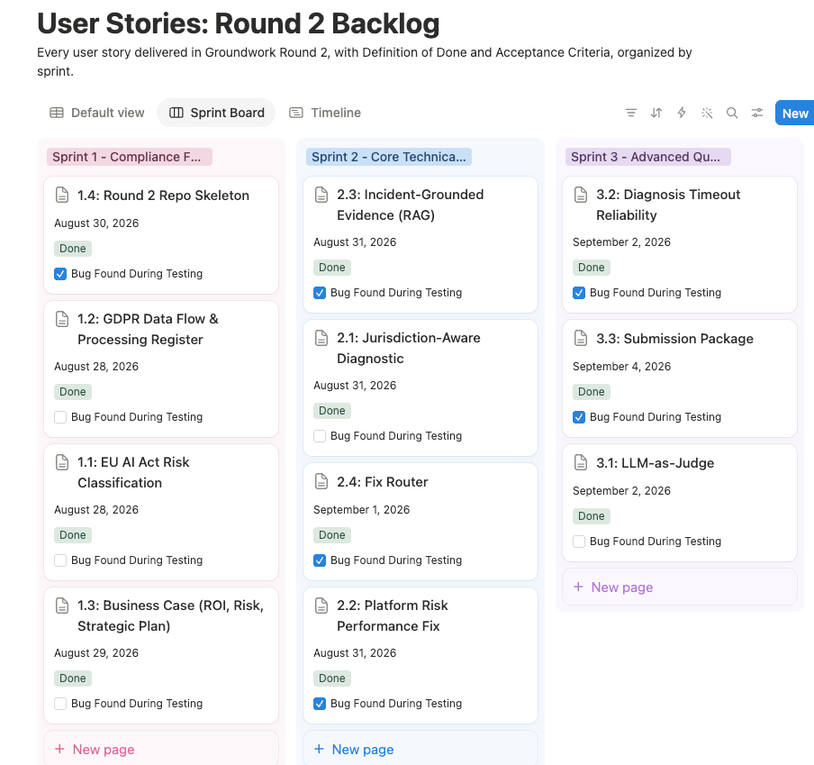 User Stories: Round 2 Backlog
Every user story delivered in Groundwork Round 2, with Definition of Done and Acceptance Criteria, organized by
sprint.
Default view
Sprint Board
Timeline
New
Sprint 1 - Compliance F...
1.4: Round 2 Repo Skeleton
August 30, 2026
Done
Bug Found During Testing
1.2: GDPR Data Flow &
Processing Register
August 28, 2026
Done
Bug Found During Testing
1.1: EU AI Act Risk
Classification
August 28, 2026
Done
Bug Found During Testing
1.3: Business Case (ROI, Risk,
Strategic Plan)
August 29, 2026
Done
Bug Found During Testing
+ New page
Sprint 2 - Core Technica...
2.3: Incident-Grounded
Evidence (RAG)
August 31, 2026
Done
Bug Found During Testing
2.1: Jurisdiction-Aware
Diagnostic
August 31, 2026
Done
Bug Found During Testing
2.4: Fix Router
September 1, 2026
Done
Bug Found During Testing
2.2: Platform Risk
Performance Fix
August 31, 2026
Done
Bug Found During Testing
+ New page
Sprint 3 - Advanced Qu...
3.2: Diagnosis Timeout
Reliability
September 2, 2026
Done
Bug Found During Testing
3.3: Submission Package
September 4, 2026
Done
Bug Found During Testing
3.1: LLM-as-Judge
September 2, 2026
Done
Bug Found During Testing
+ New page